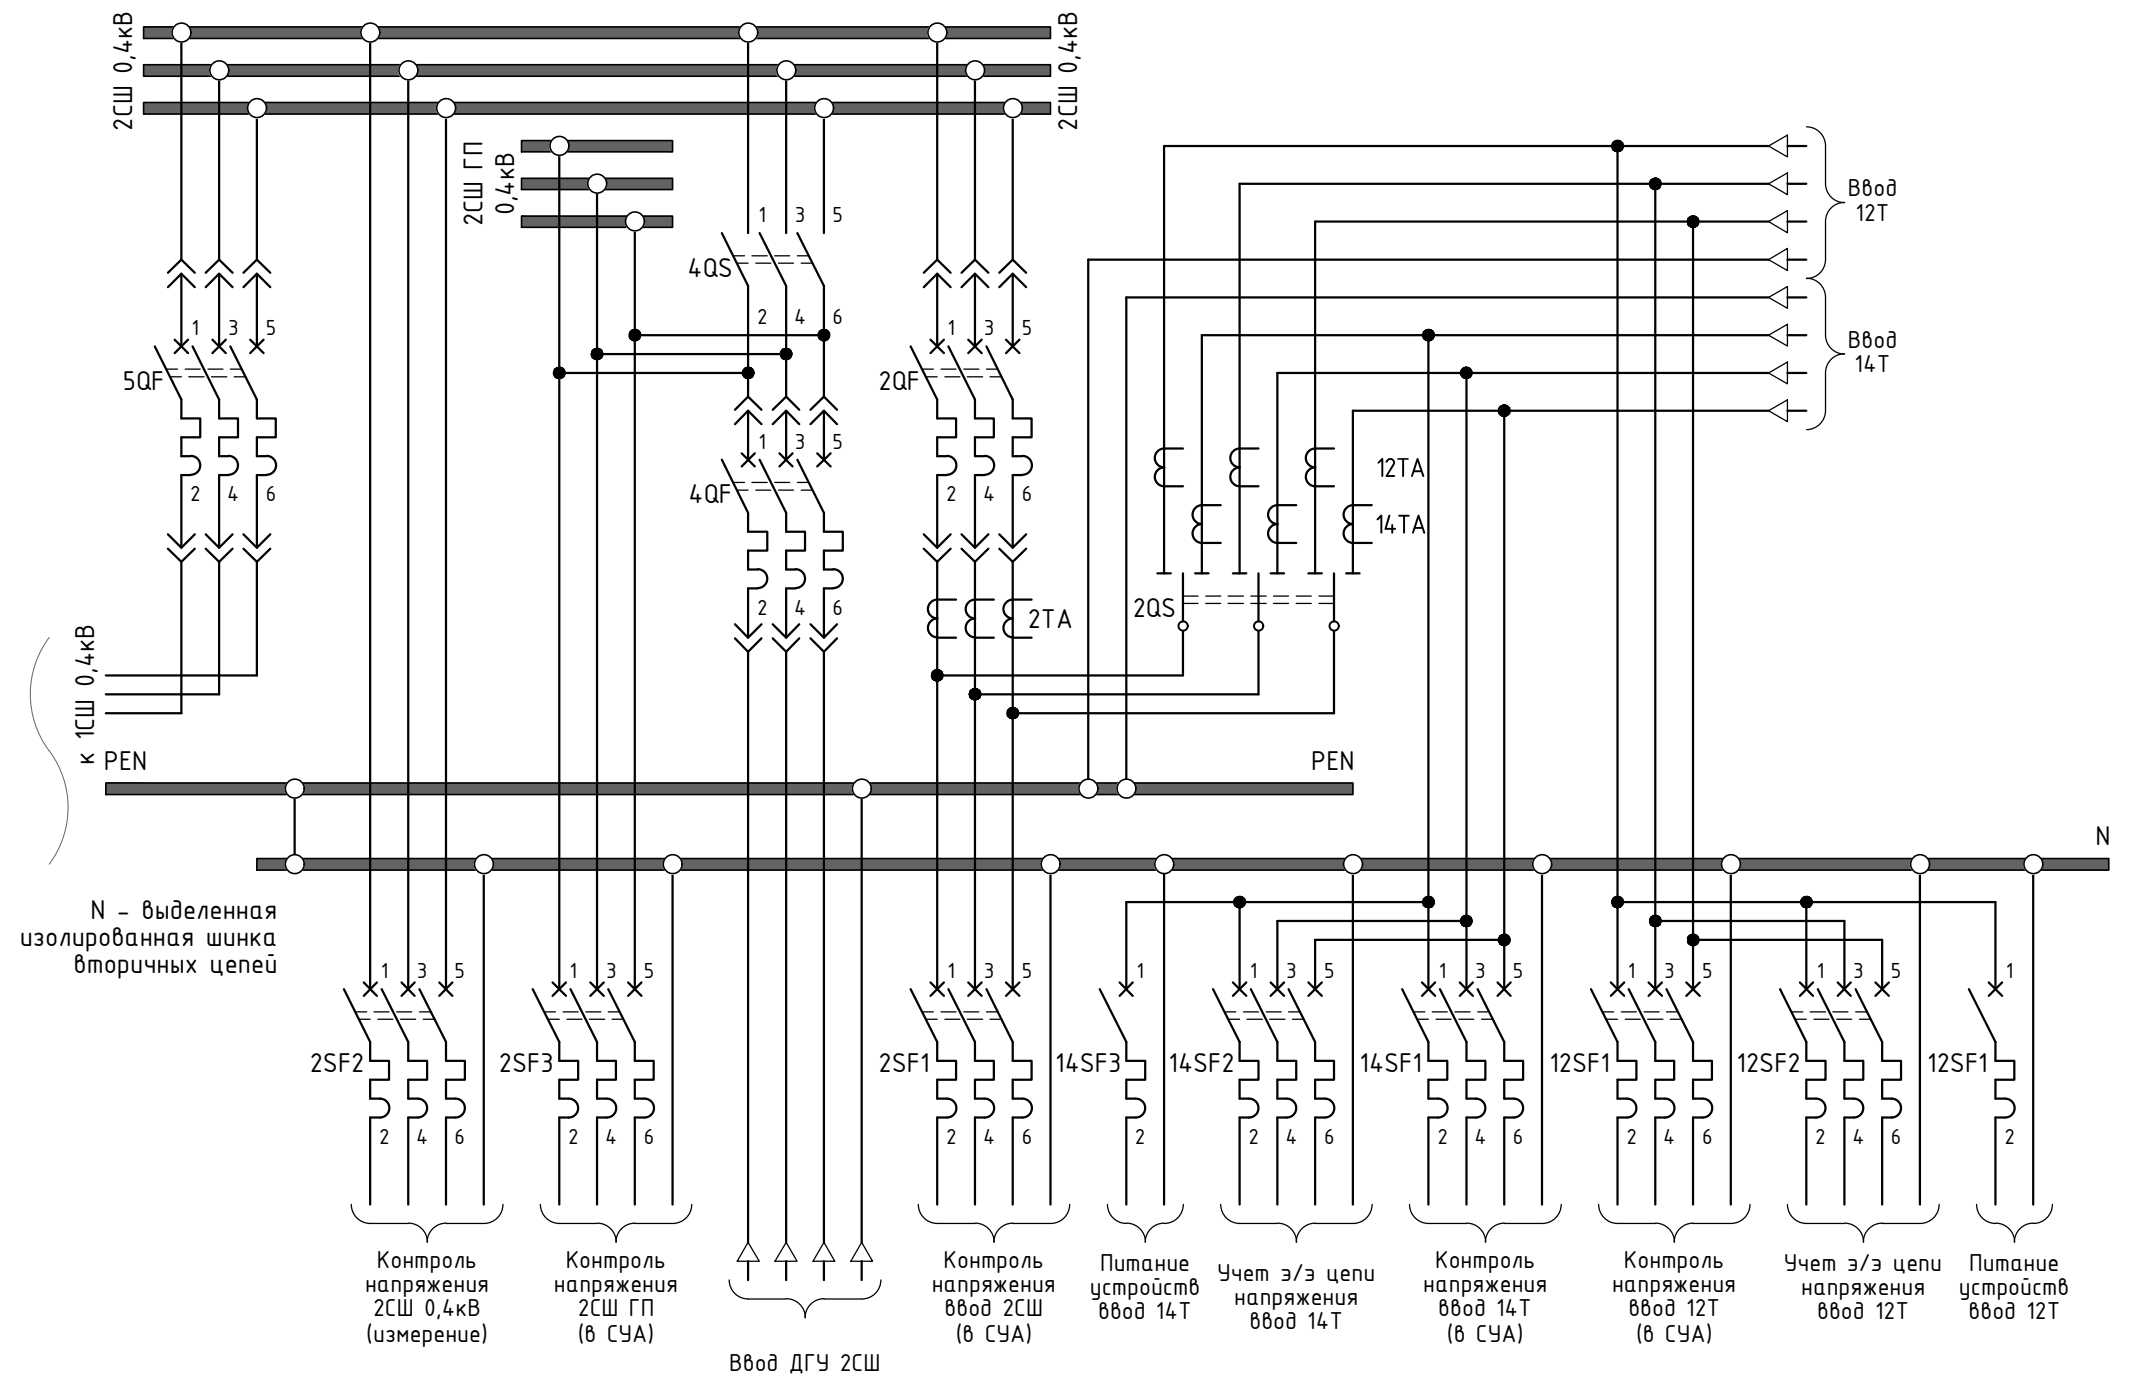 2СШ 0,4кВ
2СШ 0,4кВ
2СШ ГП
0,4кВ
1 3 5
4QS
2 4 6
Ввод
12Т
Ввод
14Т
1 3 5
5QF
2 4 6
1 3 5
4QF
2 4 6
1 3 5
2QF
2 4 6
12ТА
14ТА
2QS
2ТА
к 1СШ 0,4кВ
PEN
PEN
N
N – выделенная
изолированная шинка
вторичных цепей
1 3 5
2SF2
2 4 6
1 3 5
2SF3
2 4 6
1 3 5
2SF1
2 4 6
1
14SF3
2
1 3 5
14SF2
2 4 6
1 3 5
14SF1
2 4 6
1 3 5
12SF1
2 4 6
1 3 5
12SF2
2 4 6
1
12SF1
2
Контроль
напряжения
2СШ 0,4кВ
(измерение)
Контроль
напряжения
2СШ ГП
(в СУА)
Ввод ДГУ 2СШ
Контроль
напряжения
ввод 2СШ
(в СУА)
Питание
устройств
ввод 14Т
Учет э/э цепи
напряжения
ввод 14Т
Контроль
напряжения
ввод 14Т
(в СУА)
Контроль
напряжения
ввод 12Т
(в СУА)
Учет э/э цепи
напряжения
ввод 12Т
Питание
устройств
ввод 12Т